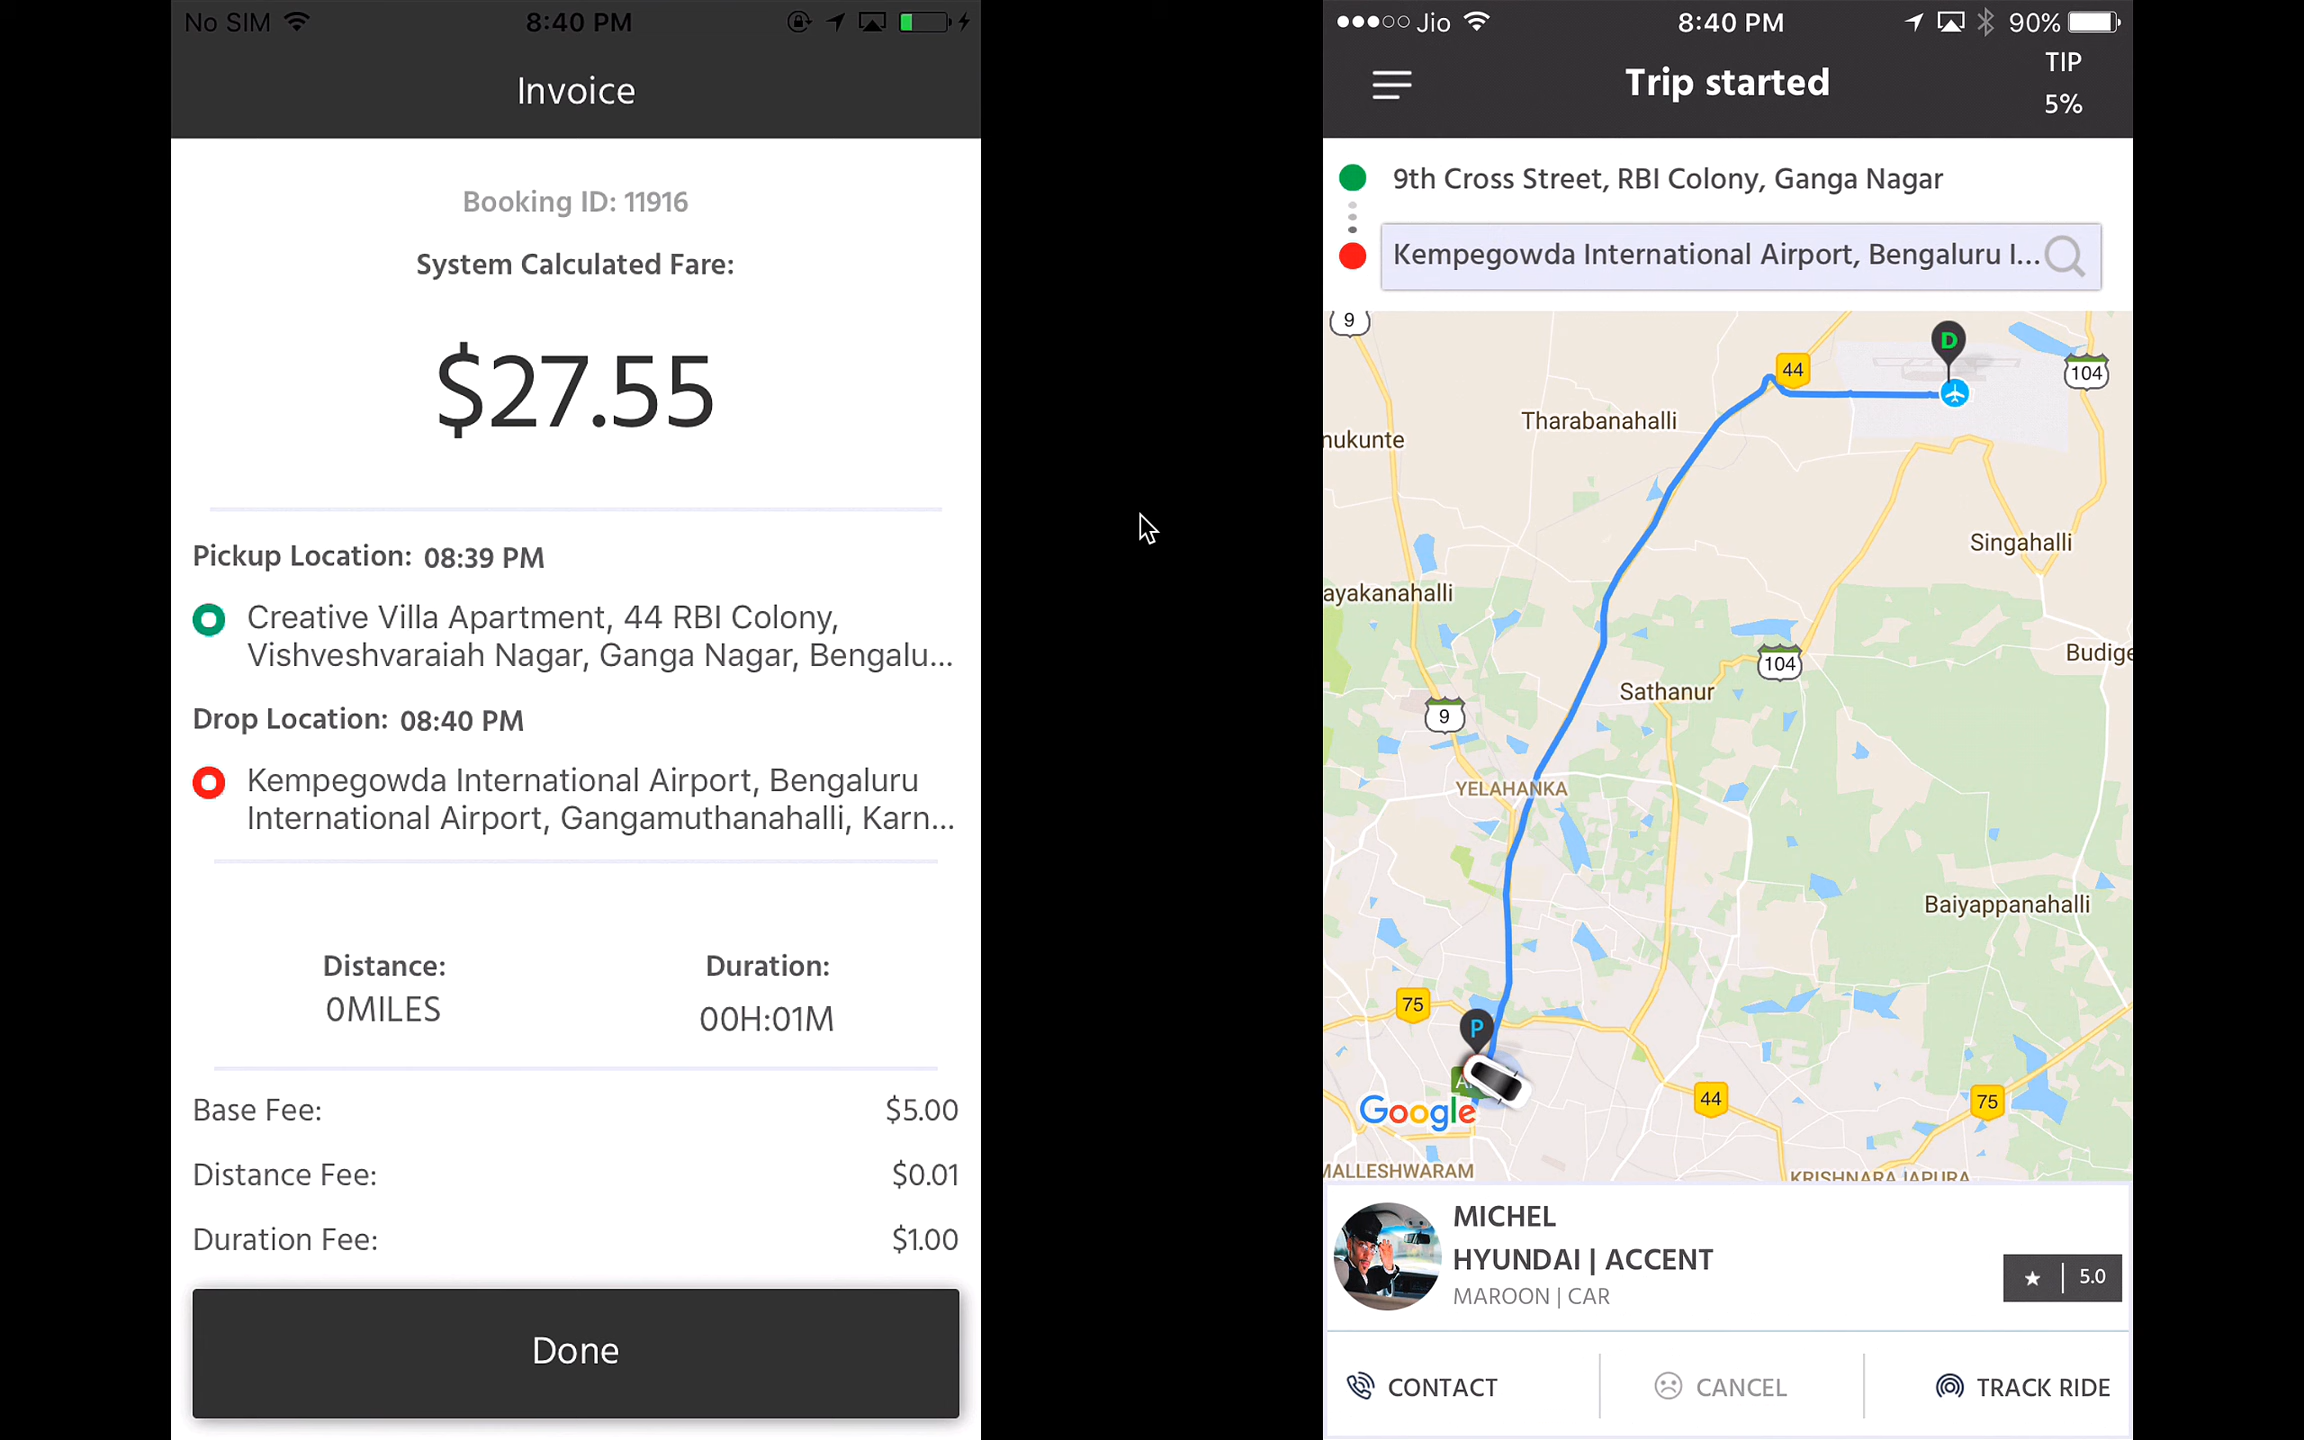 No SIM 8:40 PM
Invoice
Booking ID: 11916
System Calculated Fare:
$27.55
Pickup Location: 08:39 PM
Creative Villa Apartment, 44 RBI Colony,
Vishveshvaraiah Nagar, Ganga Nagar, Bengalu...
Drop Location: 08:40 PM
Kempegowda International Airport, Bengaluru
International Airport, Gangamuthanahalli, Karn...
Distance: Duration:
0MILES 00H:01M
Base Fee: $5.00
Distance Fee: $0.01
Duration Fee: $1.00
Done
Jio 8:40 PM 90%
Trip started
TIP
5%
9th Cross Street, RBI Colony, Ganga Nagar
Kempegowda International Airport, Bengaluru I...
9
D
44
104
Tharabanahalli
nukunte
Singahalli
ayakanahalli
Budige
104
Sathanur
9
YELAHANKA
Baiyappanahalli
75
P
A
44
75
Google
MALLESHWARAM
KRISHNARAJAPURA
MICHEL
HYUNDAI | ACCENT
5.0
MAROON | CAR
CONTACT CANCEL TRACK RIDE